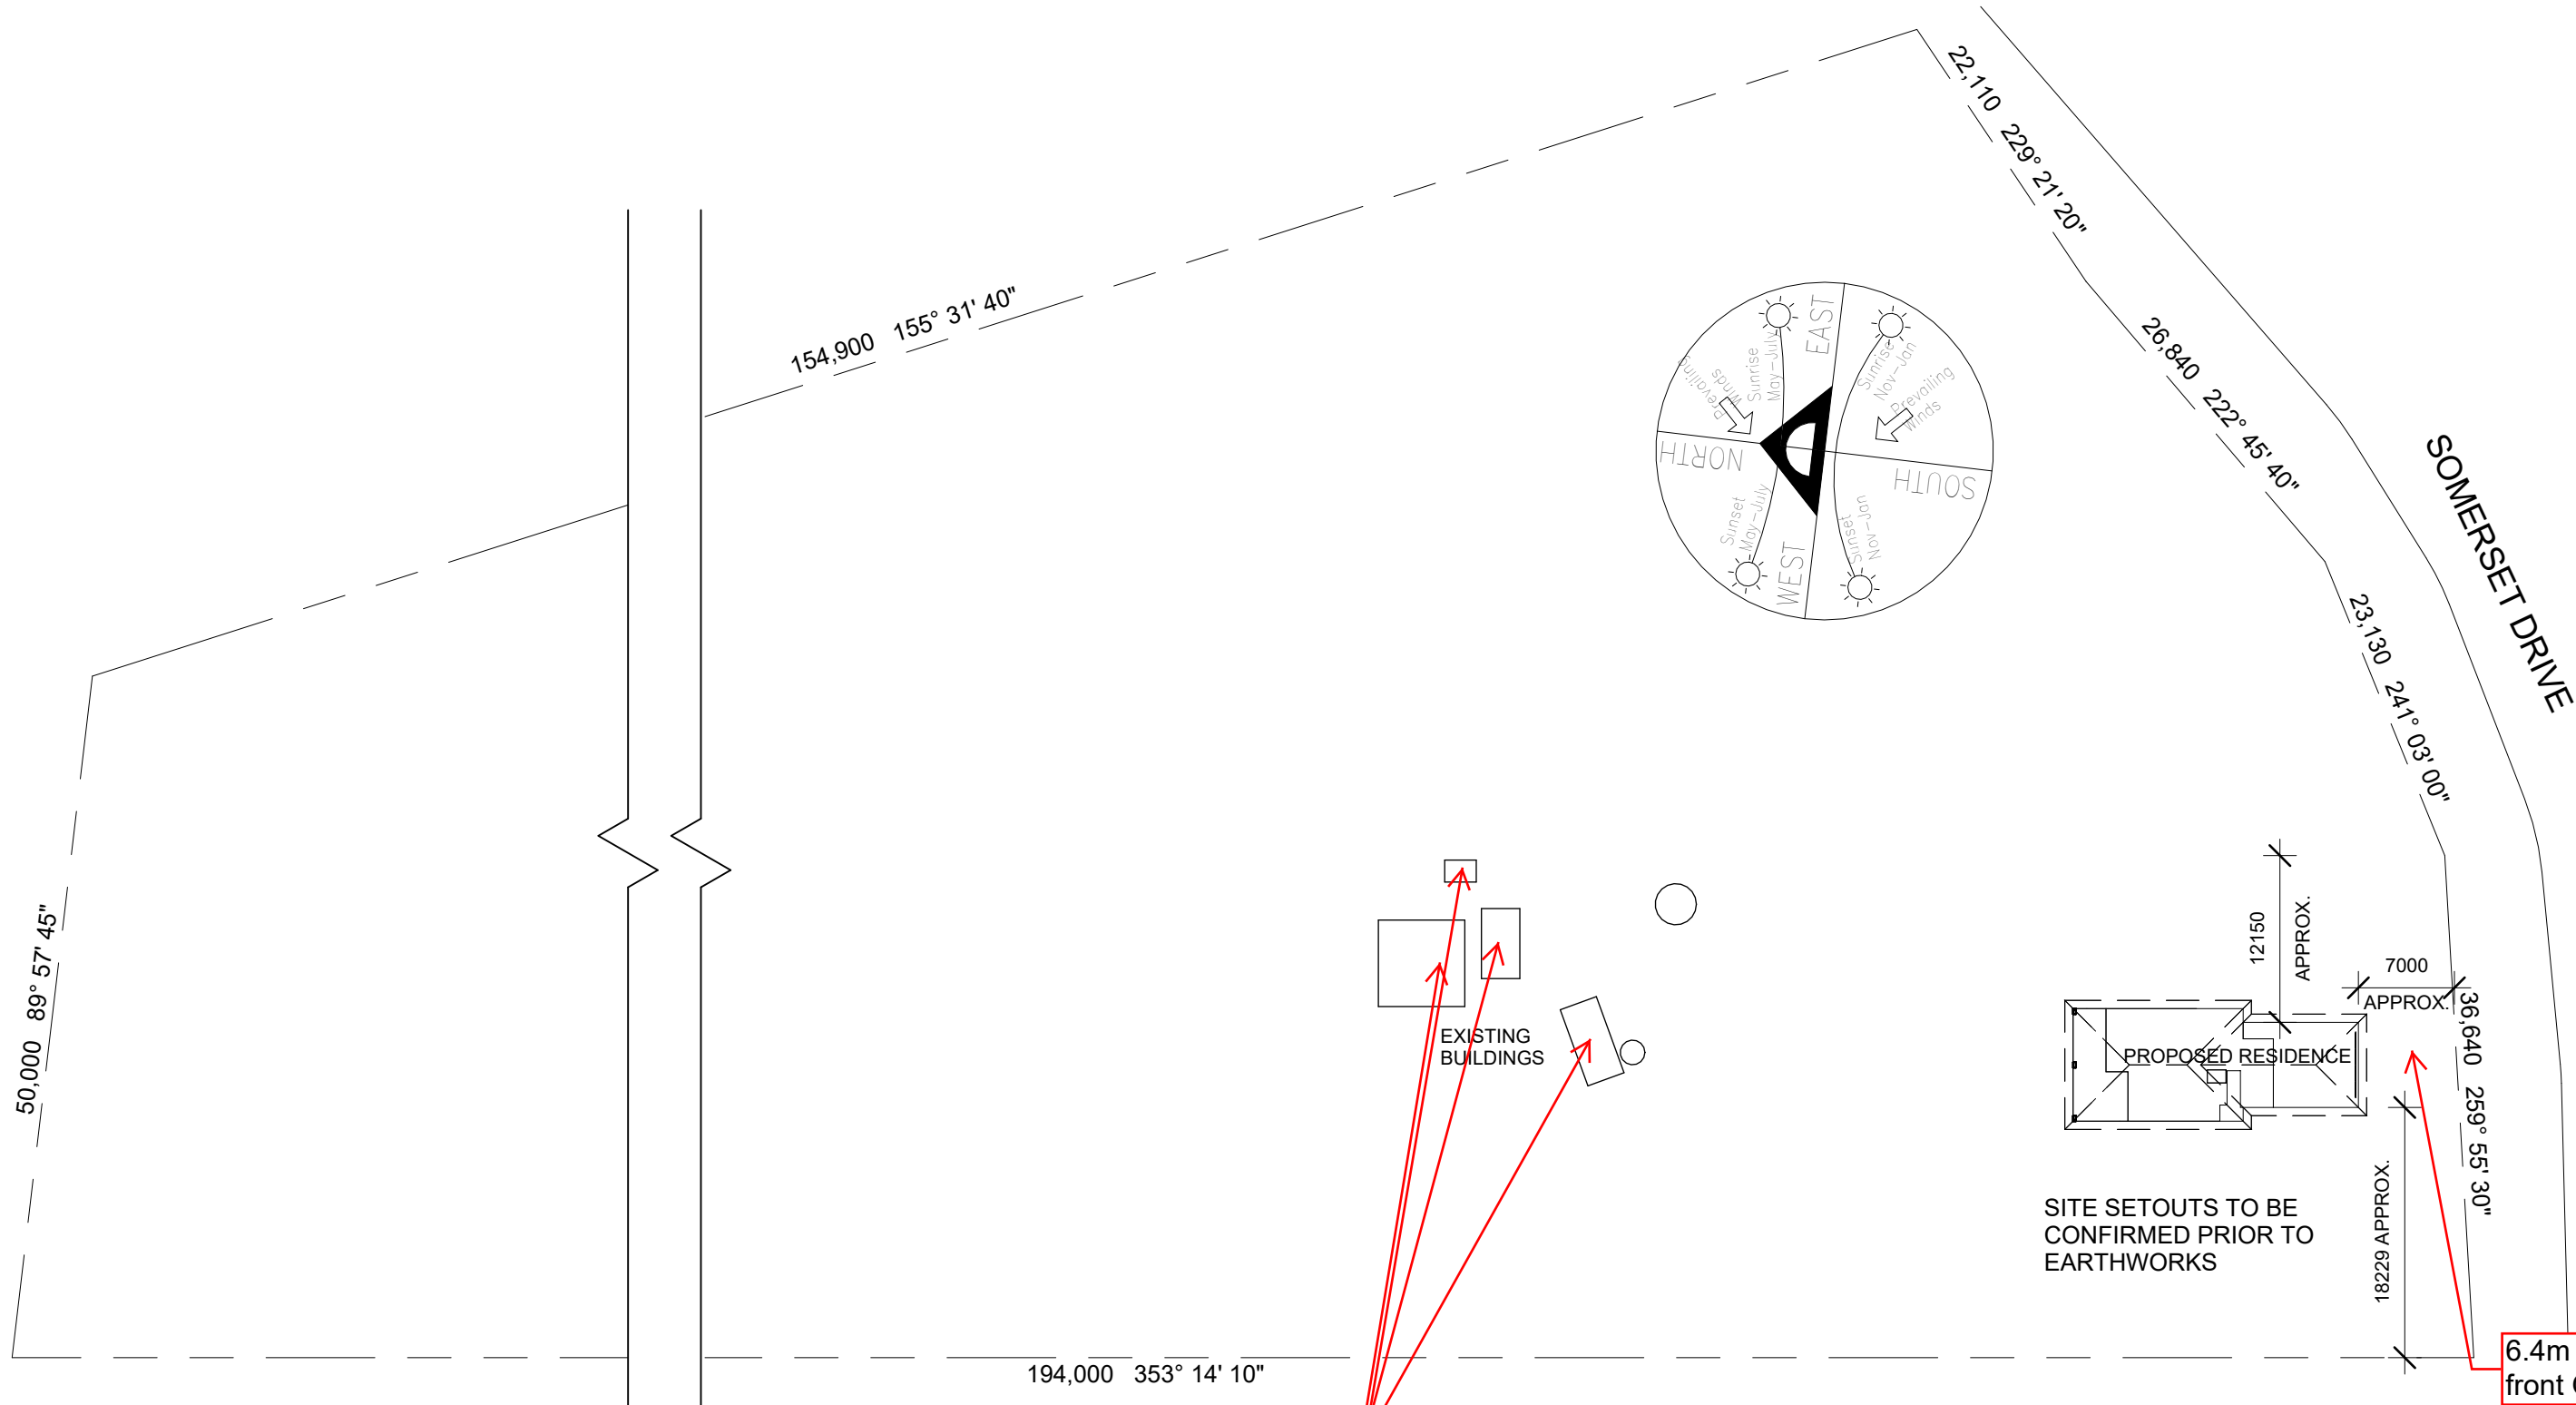 22,110   229° 21' 20"
154,900   155° 31' 40"
26,840   222° 45' 40"
SOMERSET DRIVE
EAST
Sunrise
May-July
Prevailing
Winds
Sunrise
Nov-Jan
Prevailing
Winds
NORTH
SOUTH
Sunset
May-July
Sunset
Nov-Jan
WEST
23,130   241° 03' 00"
50,000   89° 57' 45"
12150
APPROX.
7000
APPROX.
36,640   259° 55' 30"
EXISTING
BUILDINGS
PROPOSED RESIDENCE
SITE SETOUTS TO BE
CONFIRMED PRIOR TO
EARTHWORKS
18229 APPROX.
194,000   353° 14' 10"
6.4m
front